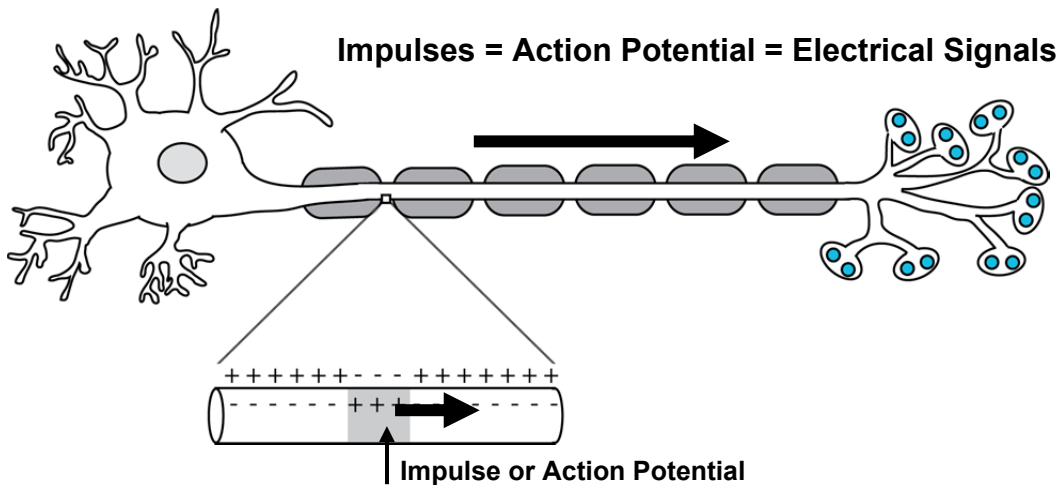 Impulses = Action Potential = Electrical Signals
Impulse or Action Potential